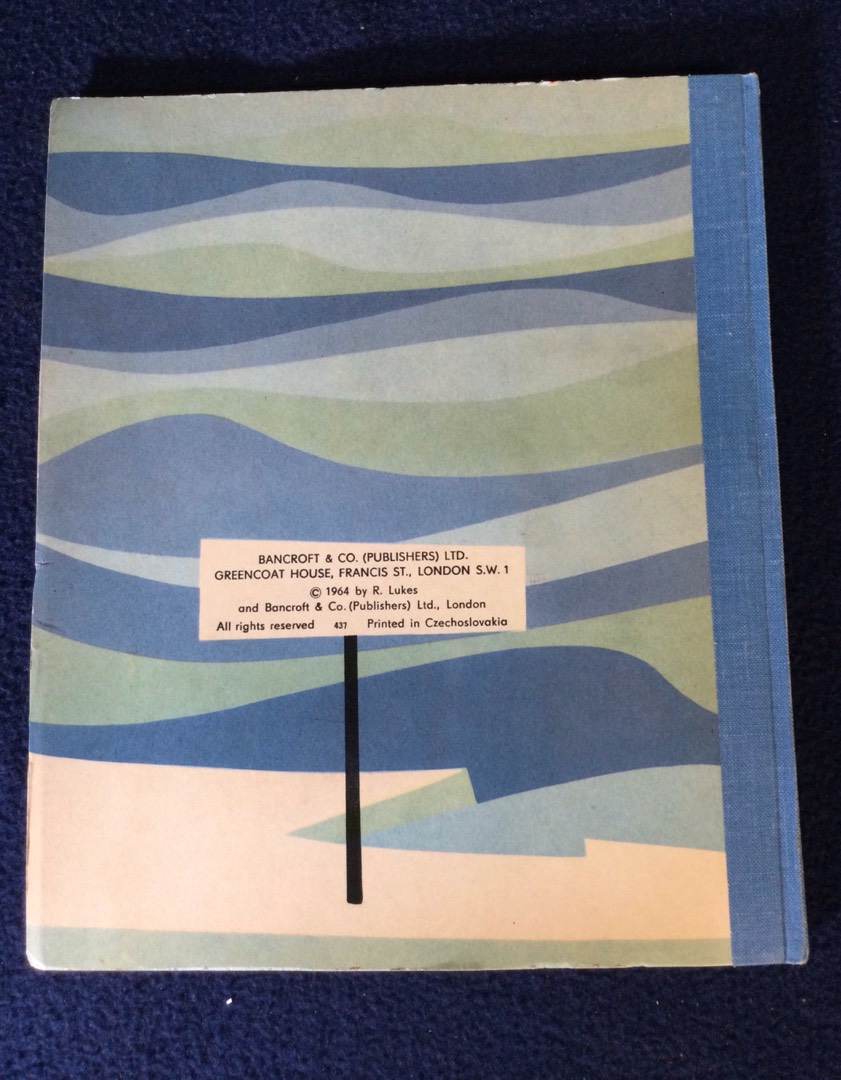 BANCROFT & CO. (PUBLISHERS) LTD.
GREENCOAT HOUSE, FRANCIS ST., LONDON S.W. 1
© 1964 by R. Lukes
and Bancroft & Co. (Publishers) Ltd., London
All rights reserved 437 Printed in Czechoslovakia